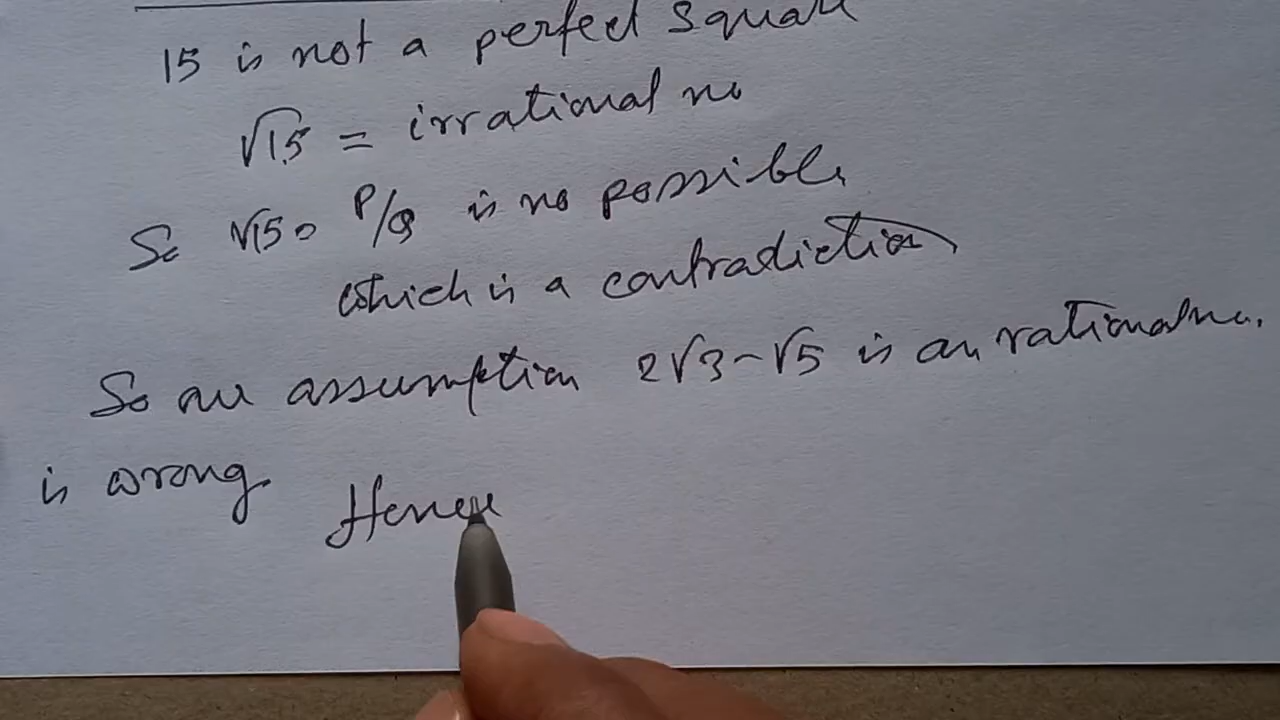 15 is not a perfect square
√15 = irrational no
So √15 = P/Q is no possible.
which is a contradiction
So our assumption 2√3-√5 is an rational no.
is wrong. Hence